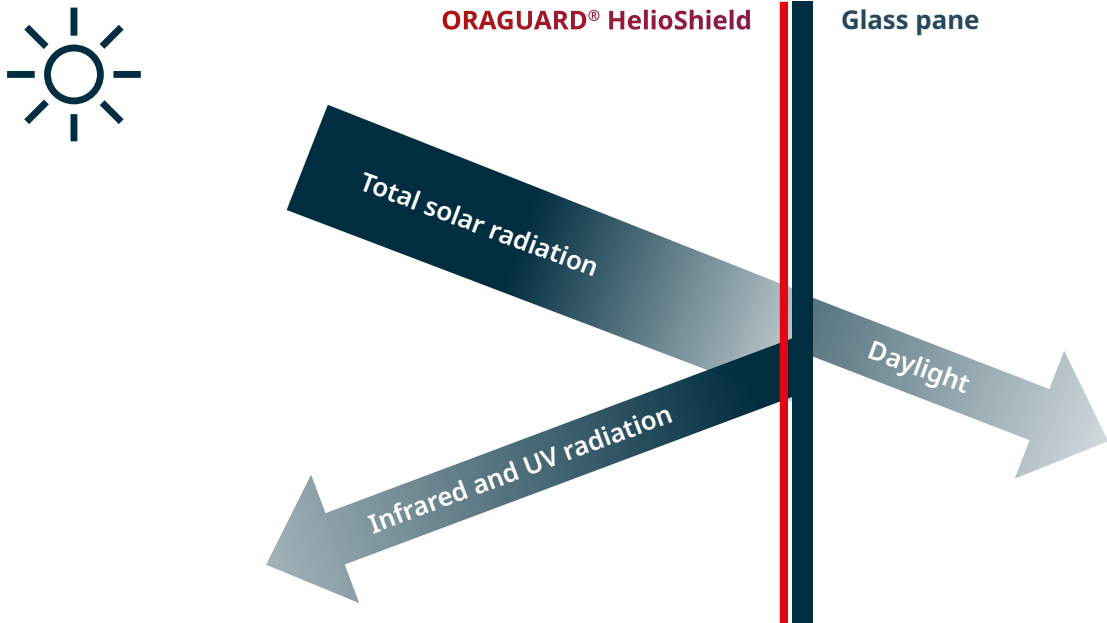 ORAGUARD® HelioShield
Glass pane
Total solar radiation
Daylight
Infrared and UV radiation